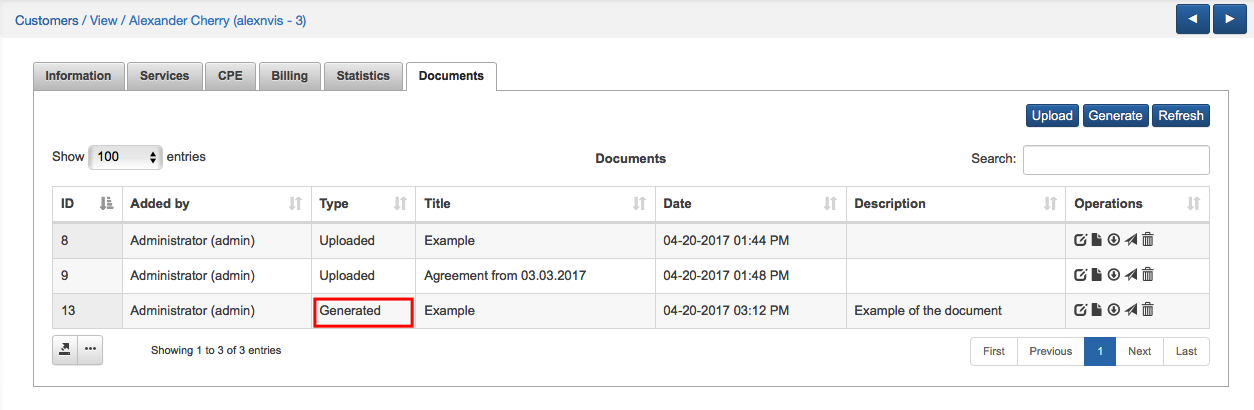 Customers / View / Alexander Cherry (alexnvis - 3)
Information Services CPE Billing Statistics Documents
Upload Generate Refresh
Show 100 entries Documents Search:
ID Added by Type Title Date Description Operations
8 Administrator (admin) Uploaded Example 04-20-2017 01:44 PM
9 Administrator (admin) Uploaded Agreement from 03.03.2017 04-20-2017 01:48 PM
13 Administrator (admin) Generated Example 04-20-2017 03:12 PM Example of the document
Showing 1 to 3 of 3 entries First Previous 1 Next Last